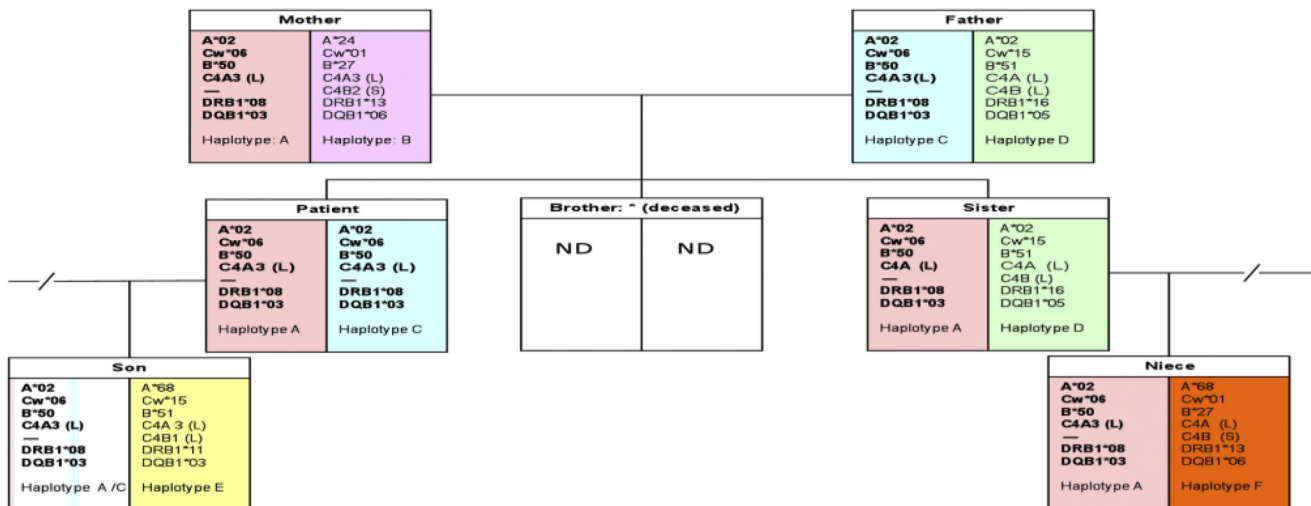 Mother
A*02
Cw*06
B*50
C4A3 (L)
—
DRB1*08
DQB1*03
Haplotype: A
A*24
Cw*01
B*27
C4A3 (L)
C4B2 (S)
DRB1*13
DQB1*06
Haplotype: B
Father
A*02
Cw*06
B*50
C4A3(L)
—
DRB1*08
DQB1*03
Haplotype C
A*02
Cw*15
B*51
C4A (L)
C4B (L)
DRB1*16
DQB1*05
Haplotype D
Patient
A*02
Cw*06
B*50
C4A3 (L)
—
DRB1*08
DQB1*03
Haplotype A
A*02
Cw*06
B*50
C4A3 (L)
—
DRB1*08
DQB1*03
Haplotype C
Brother: * (deceased)
ND
ND
Sister
A*02
Cw*06
B*50
C4A (L)
—
DRB1*08
DQB1*03
Haplotype A
A*02
Cw*15
B*51
C4A (L)
C4B (L)
DRB1*16
DQB1*05
Haplotype D
Son
A*02
Cw*06
B*50
C4A3 (L)
—
DRB1*08
DQB1*03
Haplotype A /C
A*68
Cw*15
B*51
C4A 3 (L)
C4B1 (L)
DRB1*11
DQB1*03
Haplotype E
Niece
A*02
Cw*06
B*50
C4A3 (L)
—
DRB1*08
DQB1*03
Haplotype A
A*68
Cw*01
B*27
C4A (L)
C4B (S)
DRB1*13
DQB1*06
Haplotype F